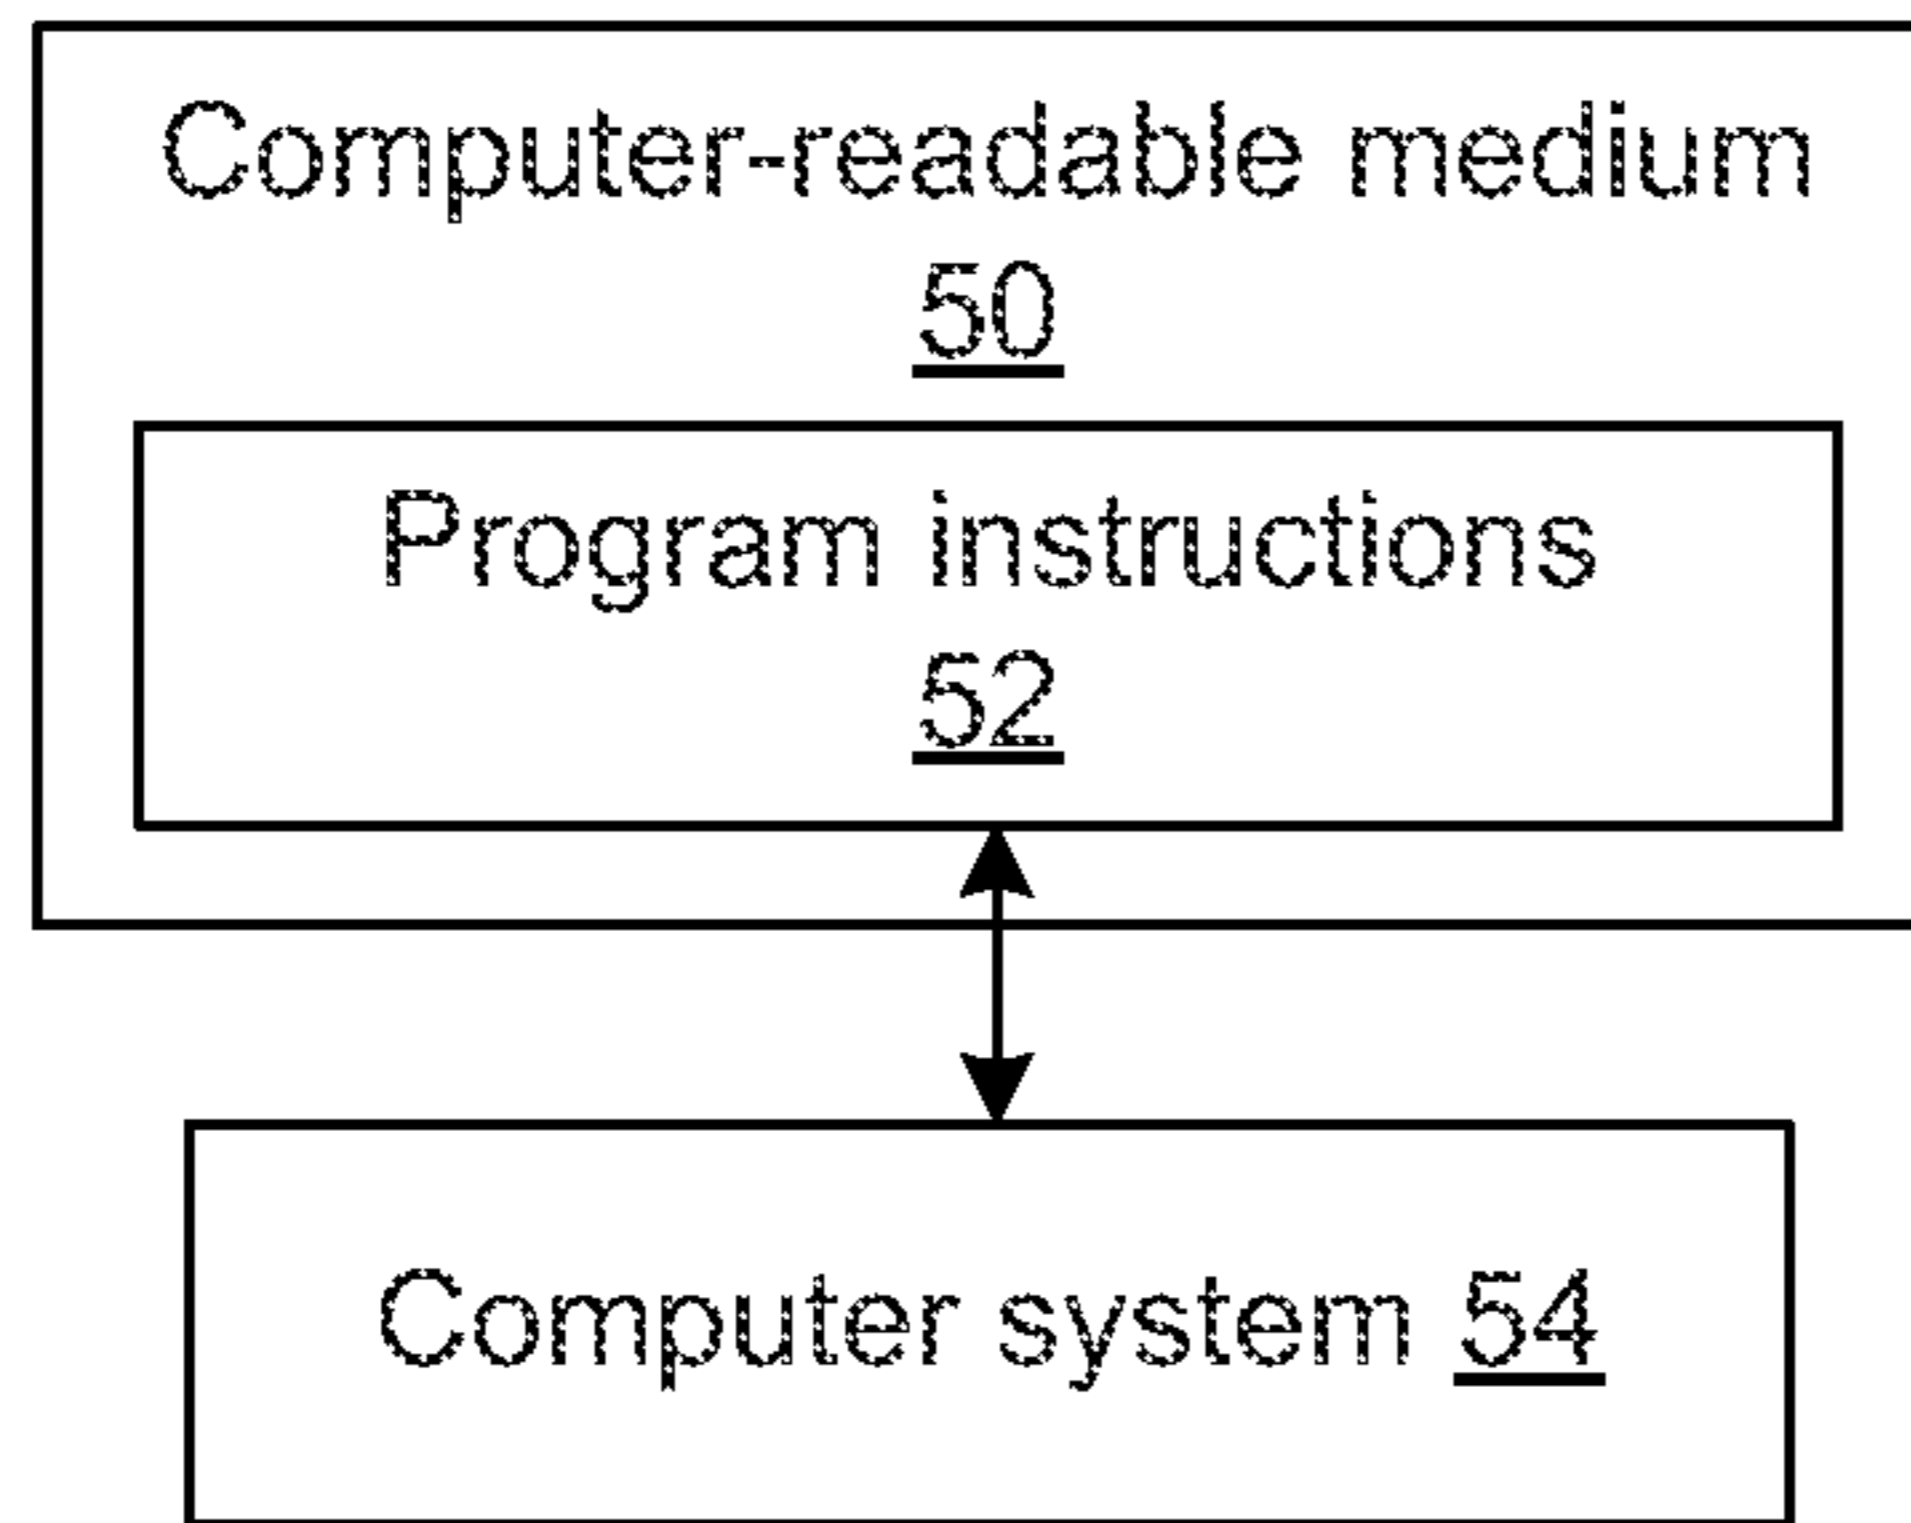 Computer-readable medium
50
Program instructions
52
Computer system 54